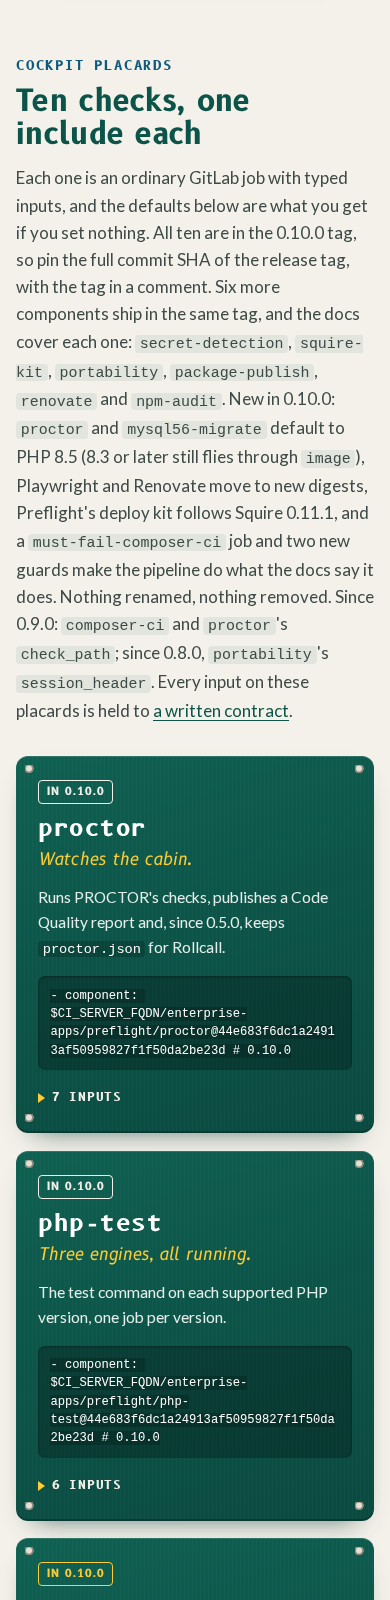 COCKPIT PLACARDS
Ten checks, one
include each
Each one is an ordinary GitLab job with typed
inputs, and the defaults below are what you get
if you set nothing. All ten are in the 0.10.0 tag,
so pin the full commit SHA of the release tag,
with the tag in a comment. Six more
components ship in the same tag, and the docs
cover each one: secret-detection, squire-
kit, portability, package-publish,
renovate and npm-audit. New in 0.10.0:
proctor and mysql56-migrate default to
PHP 8.5 (8.3 or later still flies through image),
Playwright and Renovate move to new digests,
Preflight's deploy kit follows Squire 0.11.1, and
a must-fail-composer-ci job and two new
guards make the pipeline do what the docs say it
does. Nothing renamed, nothing removed. Since
0.9.0: composer-ci and proctor's
check_path; since 0.8.0, portability's
session_header. Every input on these
placards is held to a written contract.
IN 0.10.0
proctor
Watches the cabin.
Runs PROCTOR's checks, publishes a Code
Quality report and, since 0.5.0, keeps
proctor.json for Rollcall.
- component:
$CI_SERVER_FQDN/enterprise-
apps/preflight/proctor@44e683f6dc1a2491
3af50959827f1f50da2be23d # 0.10.0
7 INPUTS
IN 0.10.0
php-test
Three engines, all running.
The test command on each supported PHP
version, one job per version.
- component:
$CI_SERVER_FQDN/enterprise-
apps/preflight/php-
test@44e683f6dc1a24913af50959827f1f50da
2be23d # 0.10.0
6 INPUTS
IN 0.10.0